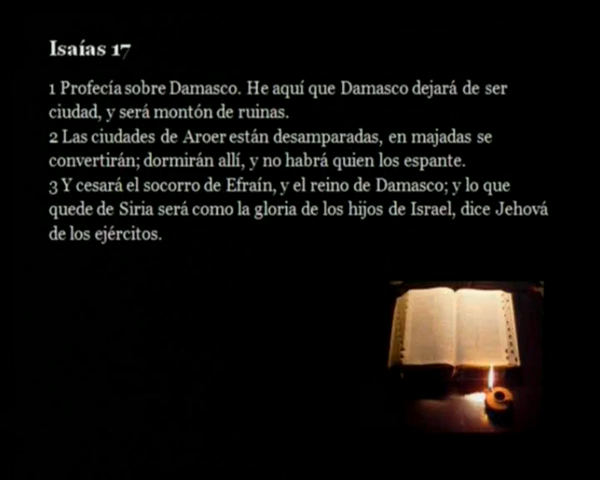 Isaías 17
1 Profecía sobre Damasco. He aquí que Damasco dejará de ser
ciudad, y será montón de ruinas.
2 Las ciudades de Aroer están desamparadas, en majadas se
convertirán; dormirán allí, y no habrá quien los espante.
3 Y cesará el socorro de Efraín, y el reino de Damasco; y lo que
quede de Siria será como la gloria de los hijos de Israel, dice Jehová
de los ejércitos.